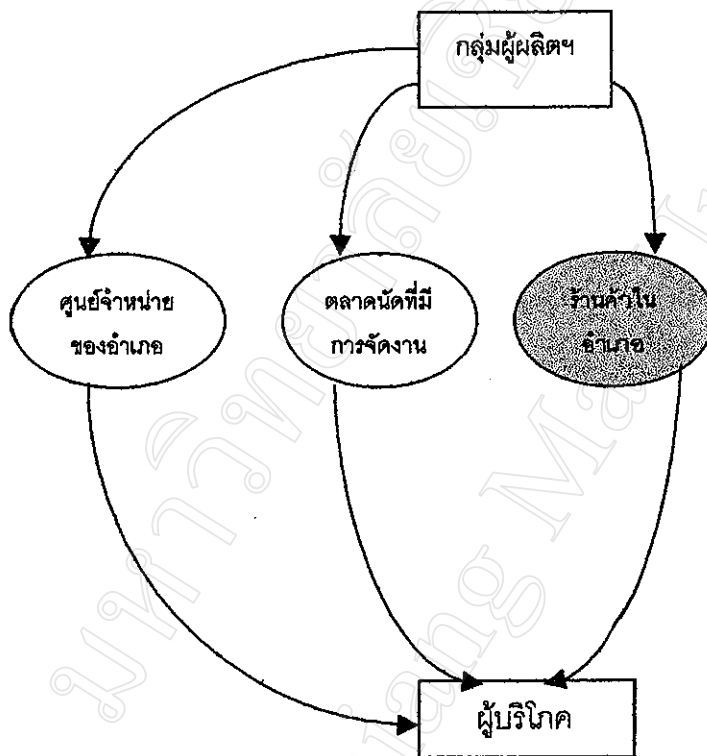 กลุ่มผู้ผลิตฯ
ศูนย์จำหน่าย
ของอำเภอ
ตลาดนัดที่มี
การจัดงาน
ร้านค้าใน
อำเภอ
ผู้บริโภค